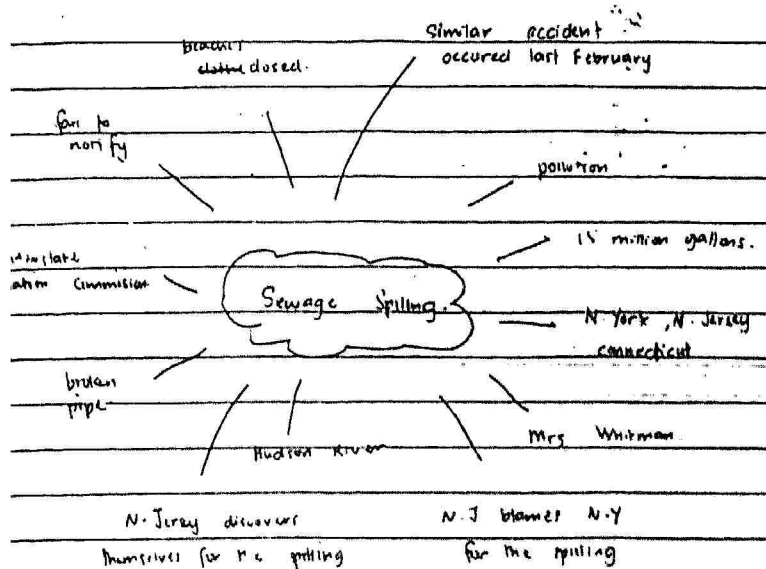 Similar accident
occured last February
closed.
fail to
notify
pollution
15 million gallons.
Commission
Sewage Spilling.
N. York, N. Jersey
connecticut
broken
pipe
Mrs Whitman
Hudson River
N. Jersey discovers
themselves for the spilling
N.J blames N.Y
for the spilling